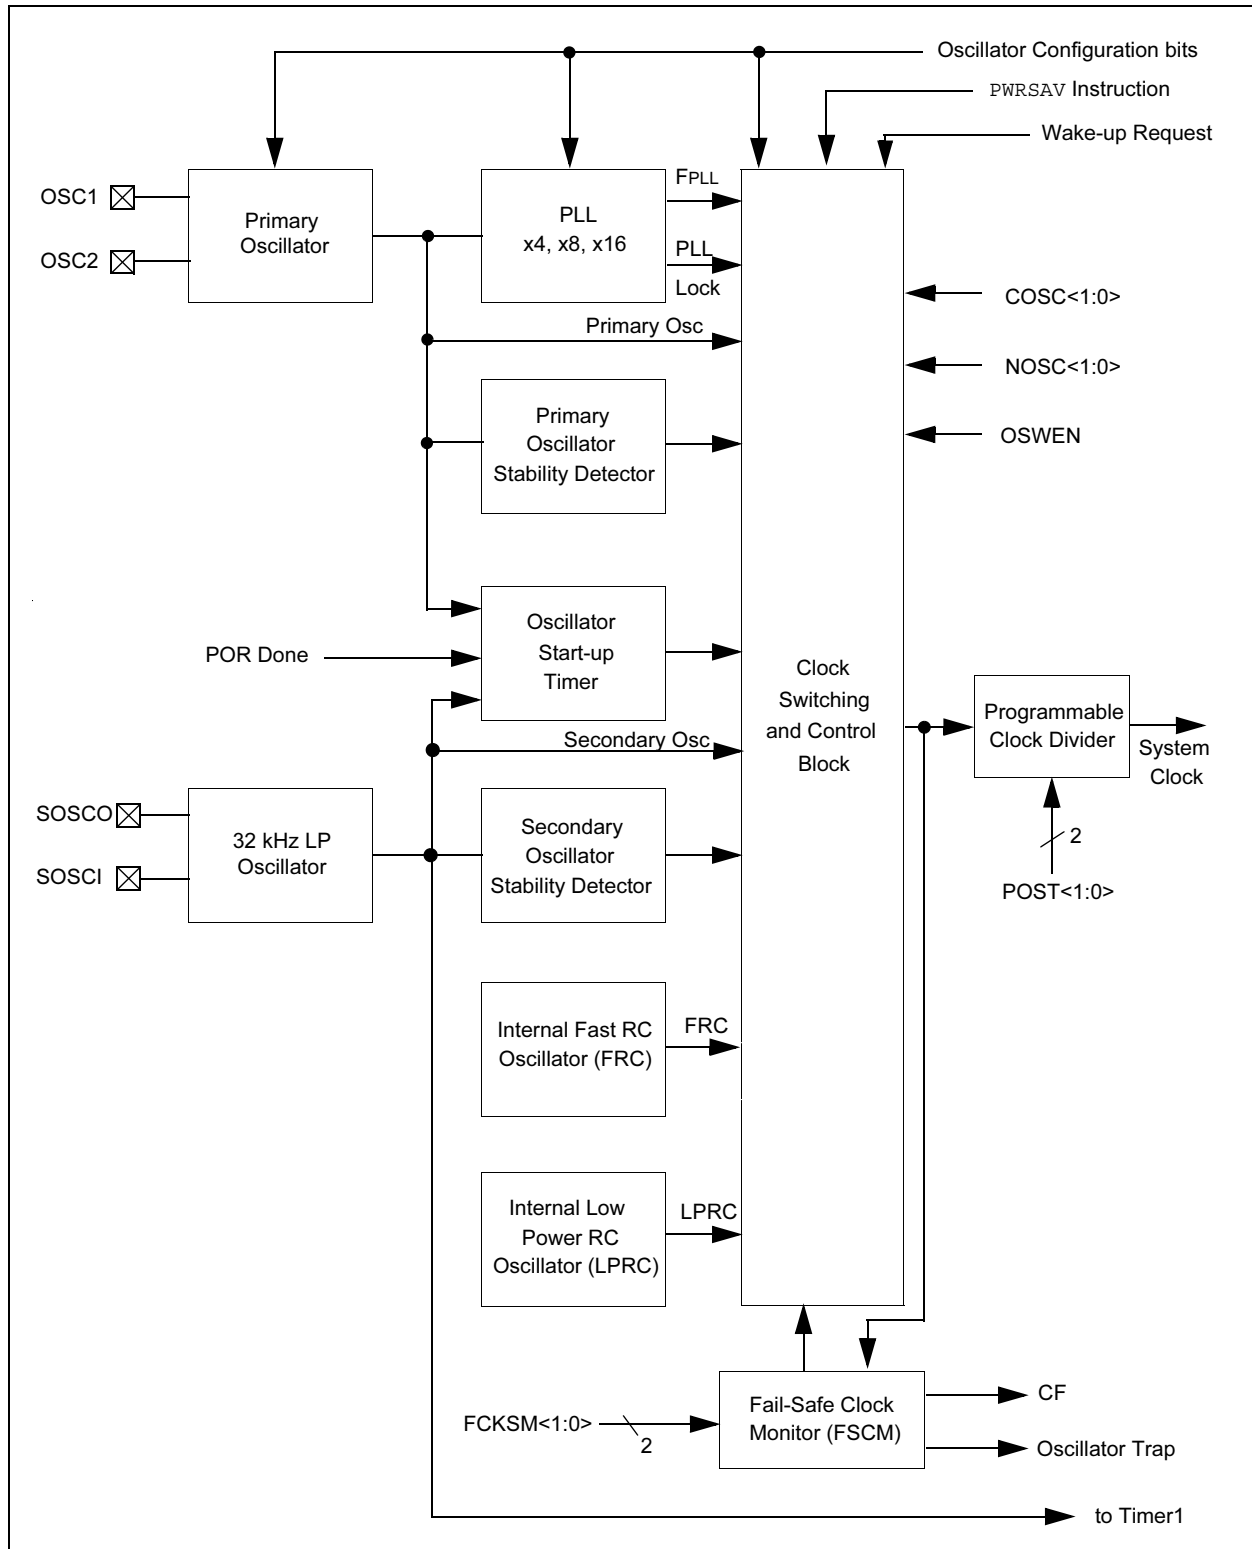 Oscillator Configuration bits
PWRSAV Instruction
Wake-up Request
OSC1
OSC2
Primary
Oscillator
PLL
x4, x8, x16
FPLL
PLL
Lock
Primary Osc
COSC<1:0>
NOSC<1:0>
OSWEN
Primary
Oscillator
Stability Detector
POR Done
Oscillator
Start-up
Timer
Clock
Switching
and Control
Block
Programmable
Clock Divider
System
Clock
2
POST<1:0>
Secondary Osc
SOSCO
SOSCI
32 kHz LP
Oscillator
Secondary
Oscillator
Stability Detector
Internal Fast RC
Oscillator (FRC)
FRC
Internal Low
Power RC
Oscillator (LPRC)
LPRC
FCKSM<1:0>
2
Fail-Safe Clock
Monitor (FSCM)
CF
Oscillator Trap
to Timer1